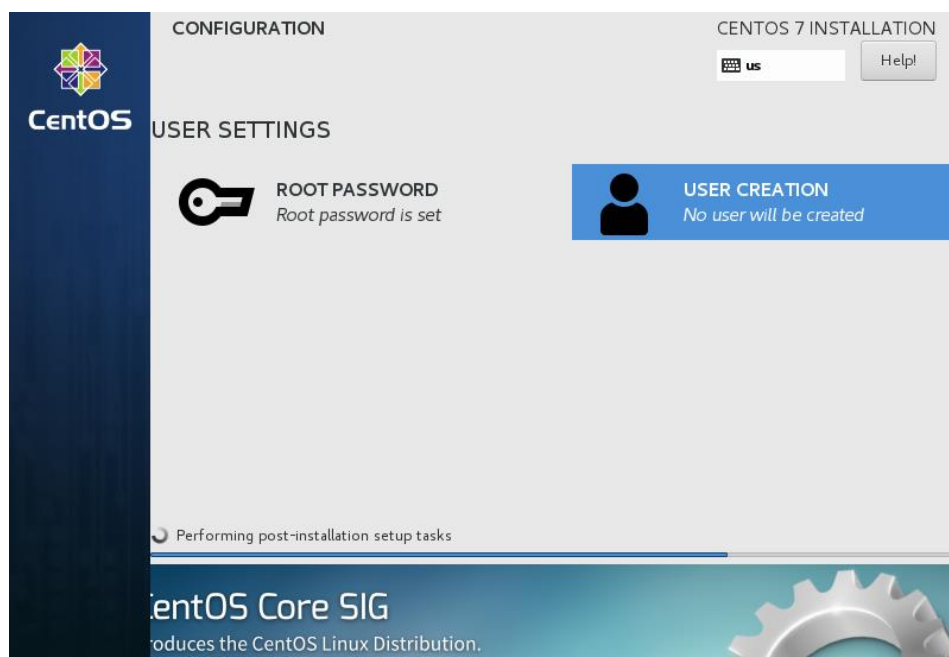 CONFIGURATION
CENTOS 7 INSTALLATION
us
Help!
CentOS
USER SETTINGS
ROOT PASSWORD
Root password is set
USER CREATION
No user will be created
Performing post-installation setup tasks
entOS Core SIG
roduces the CentOS Linux Distribution.